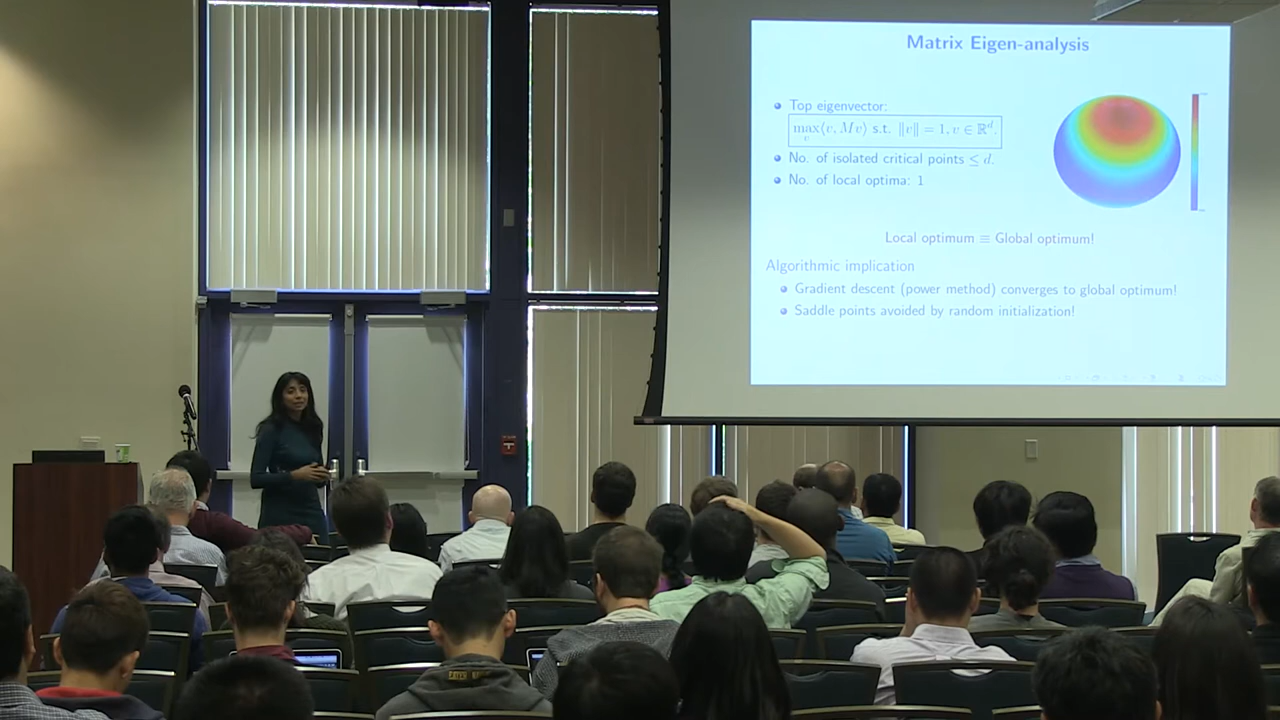 Matrix Eigen-analysis
Top eigenvector:
max⟨v, Mv⟩ s.t. ‖v‖ = 1, v ∈ ℝᵈ.
v
No. of isolated critical points ≤ d.
No. of local optima: 1
Local optimum ≡ Global optimum!
Algorithmic implication
Gradient descent (power method) converges to global optimum!
Saddle points avoided by random initialization!